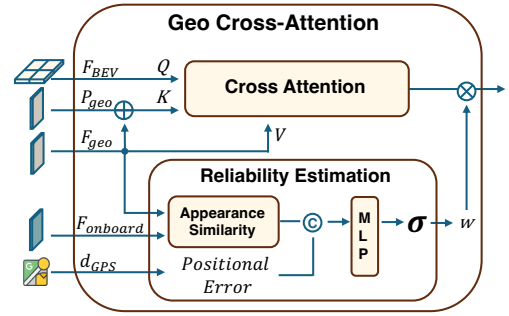 Geo Cross-Attention
F_BEV Q
Cross Attention
P_geo K
F_geo
V
Reliability Estimation
Appearance
Similarity
F_onboard
C
M
L
P
σ
w
d_GPS
Positional
Error
G